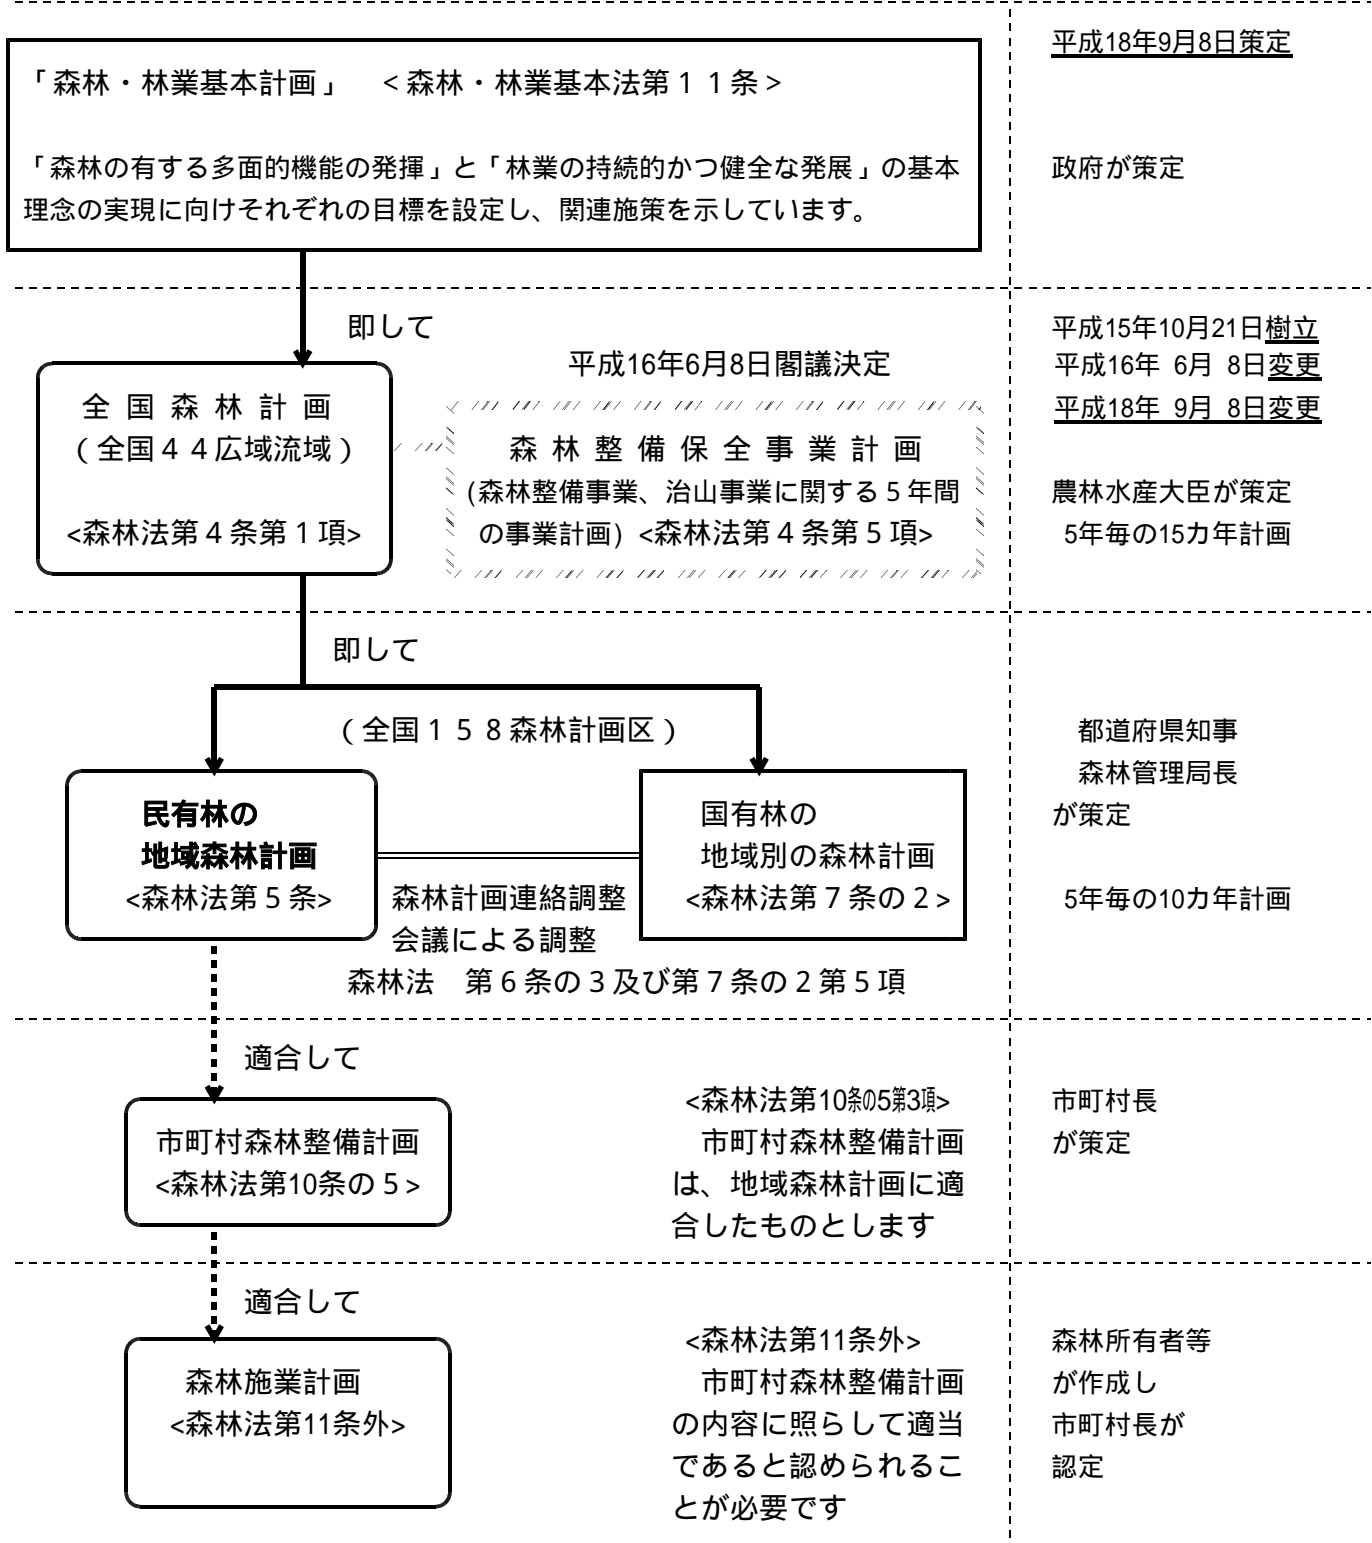 平成18年9月8日策定
「森林・林業基本計画」　<森林・林業基本法第１１条>
「森林の有する多面的機能の発揮」と「林業の持続的かつ健全な発展」の基本
理念の実現に向けそれぞれの目標を設定し、関連施策を示しています。
政府が策定
即して
平成16年6月8日閣議決定
平成15年10月21日樹立
平成16年 6月 8日変更
平成18年 9月 8日変更
全 国 森 林 計 画
（全国４４広域流域）
<森林法第４条第１項>
森 林 整 備 保 全 事 業 計 画
(森林整備事業、治山事業に関する５年間
の事業計画) <森林法第４条第５項>
農林水産大臣が策定
5年毎の15カ年計画
即して
（全国１５８森林計画区）
都道府県知事
森林管理局長
が策定
5年毎の10カ年計画
民有林の
地域森林計画
<森林法第５条>
森林計画連絡調整
会議による調整
国有林の
地域別の森林計画
<森林法第７条の２>
森林法　第６条の３及び第７条の２第５項
適合して
市町村森林整備計画
<森林法第10条の５>
<森林法第10条の5第3項>
市町村森林整備計画
は、地域森林計画に適
合したものとします
市町村長
が策定
適合して
森林施業計画
<森林法第11条外>
<森林法第11条外>
市町村森林整備計画
の内容に照らして適当
であると認められるこ
とが必要です
森林所有者等
が作成し
市町村長が
認定